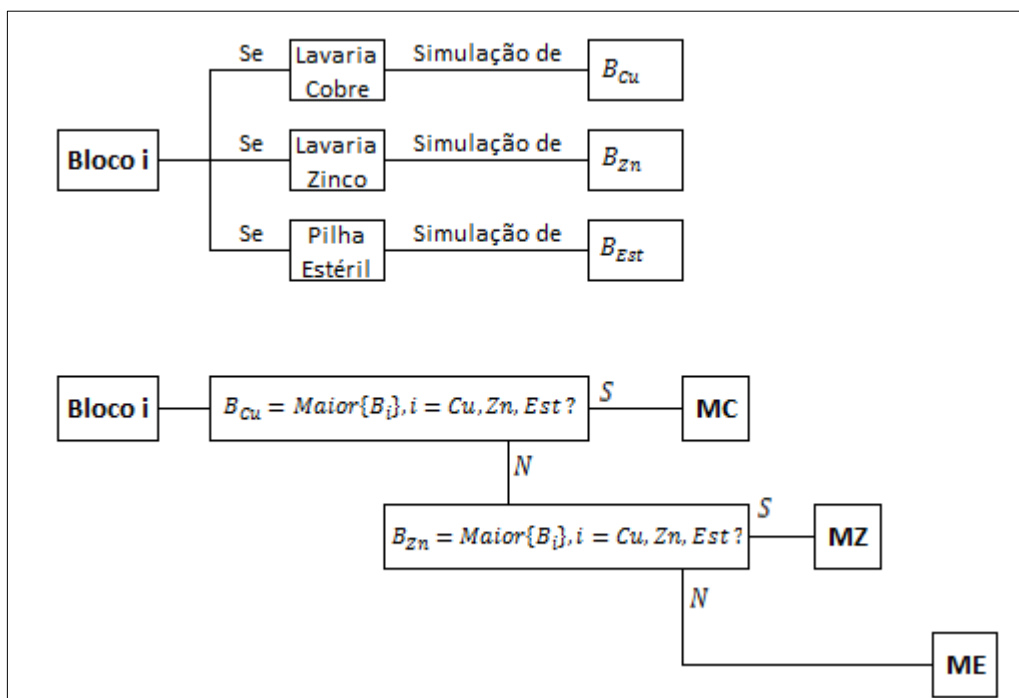 Se
Lavaria
Cobre
Simulação de
B_Cu
Bloco i
Se
Lavaria
Zinco
Simulação de
B_Zn
Se
Pilha
Estéril
Simulação de
B_Est
Bloco i
B_Cu = Maior{B_i}, i = Cu, Zn, Est ?
S
MC
N
B_Zn = Maior{B_i}, i = Cu, Zn, Est ?
S
MZ
N
ME